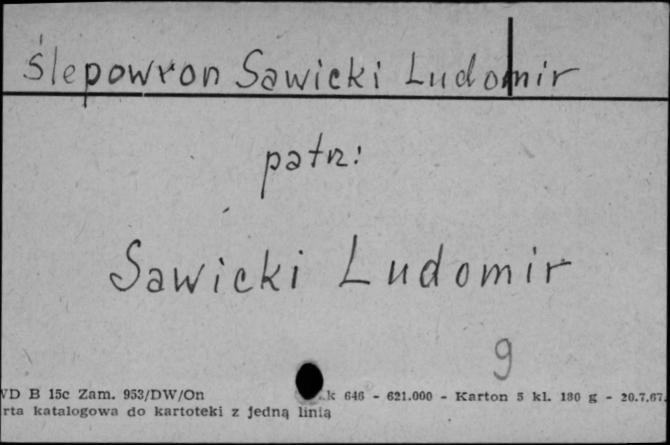 Ślepowron Sawicki Ludomir
patrz:
Sawicki Ludomir
9
B 15c Zam. 953/DW/On 646 - 621.000 - Karton 5 kl. 180 g - 20.7.67.
rta katalogowa do kartoteki z jedną linią